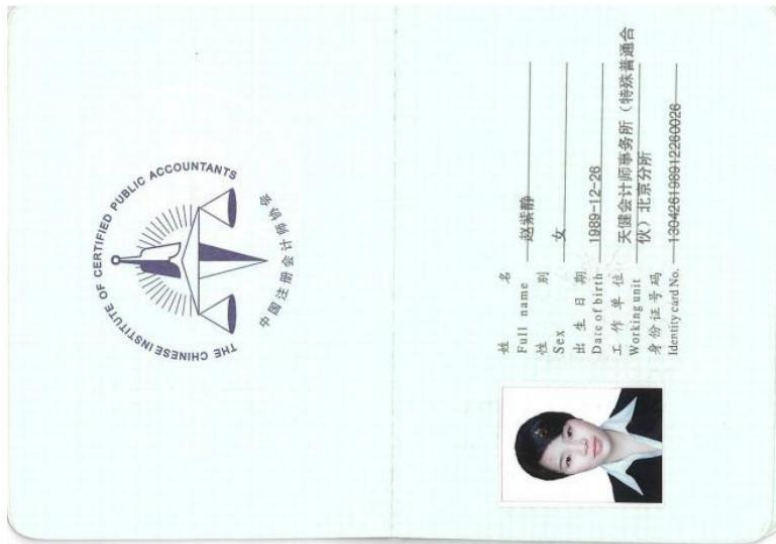 THE CHINESE INSTITUTE OF CERTIFIED PUBLIC ACCOUNTANTS
中国注册会计师协会
姓 名 赵紫静
Full name
性 别 女
Sex
出 生 日 期 1989-12-26
Date of birth
工 作 单 位 天健会计师事务所（特殊普通合
Working unit 伙）北京分所
身 份 证 号 码 130426198912260026
Identity card No.